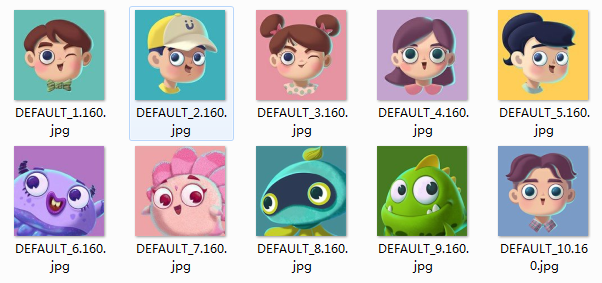 DEFAULT_1.160.
jpg
DEFAULT_2.160.
jpg
DEFAULT_3.160.
jpg
DEFAULT_4.160.
jpg
DEFAULT_5.160.
jpg
DEFAULT_6.160.
jpg
DEFAULT_7.160.
jpg
DEFAULT_8.160.
jpg
DEFAULT_9.160.
jpg
DEFAULT_10.16
0.jpg